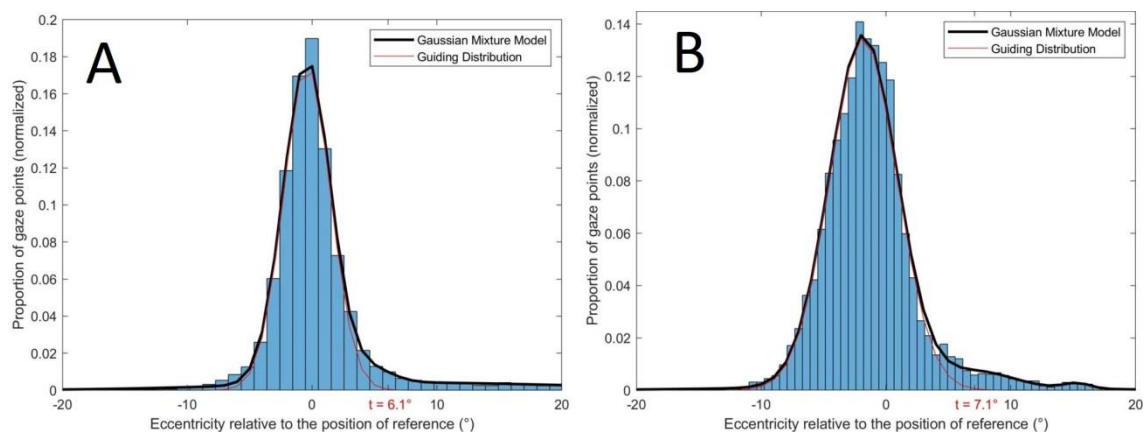 A
Gaussian Mixture Model
Guiding Distribution
Proportion of gaze points (normalized)
0.2
0.18
0.16
0.14
0.12
0.1
0.08
0.06
0.04
0.02
0
-20
-10
0
t = 6.1°
10
20
Eccentricity relative to the position of reference (°)
B
Gaussian Mixture Model
Guiding Distribution
Proportion of gaze points (normalized)
0.14
0.12
0.1
0.08
0.06
0.04
0.02
0
-20
-10
0
t = 7.1°
10
20
Eccentricity relative to the position of reference (°)